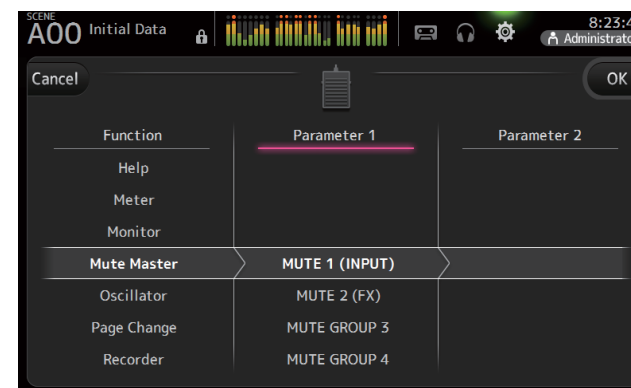 SCENE
A00 Initial Data
8:23:4
Administrato
Cancel
OK
Function
Parameter 1
Parameter 2
Help
Meter
Monitor
Mute Master
MUTE 1 (INPUT)
Oscillator
MUTE 2 (FX)
Page Change
MUTE GROUP 3
Recorder
MUTE GROUP 4